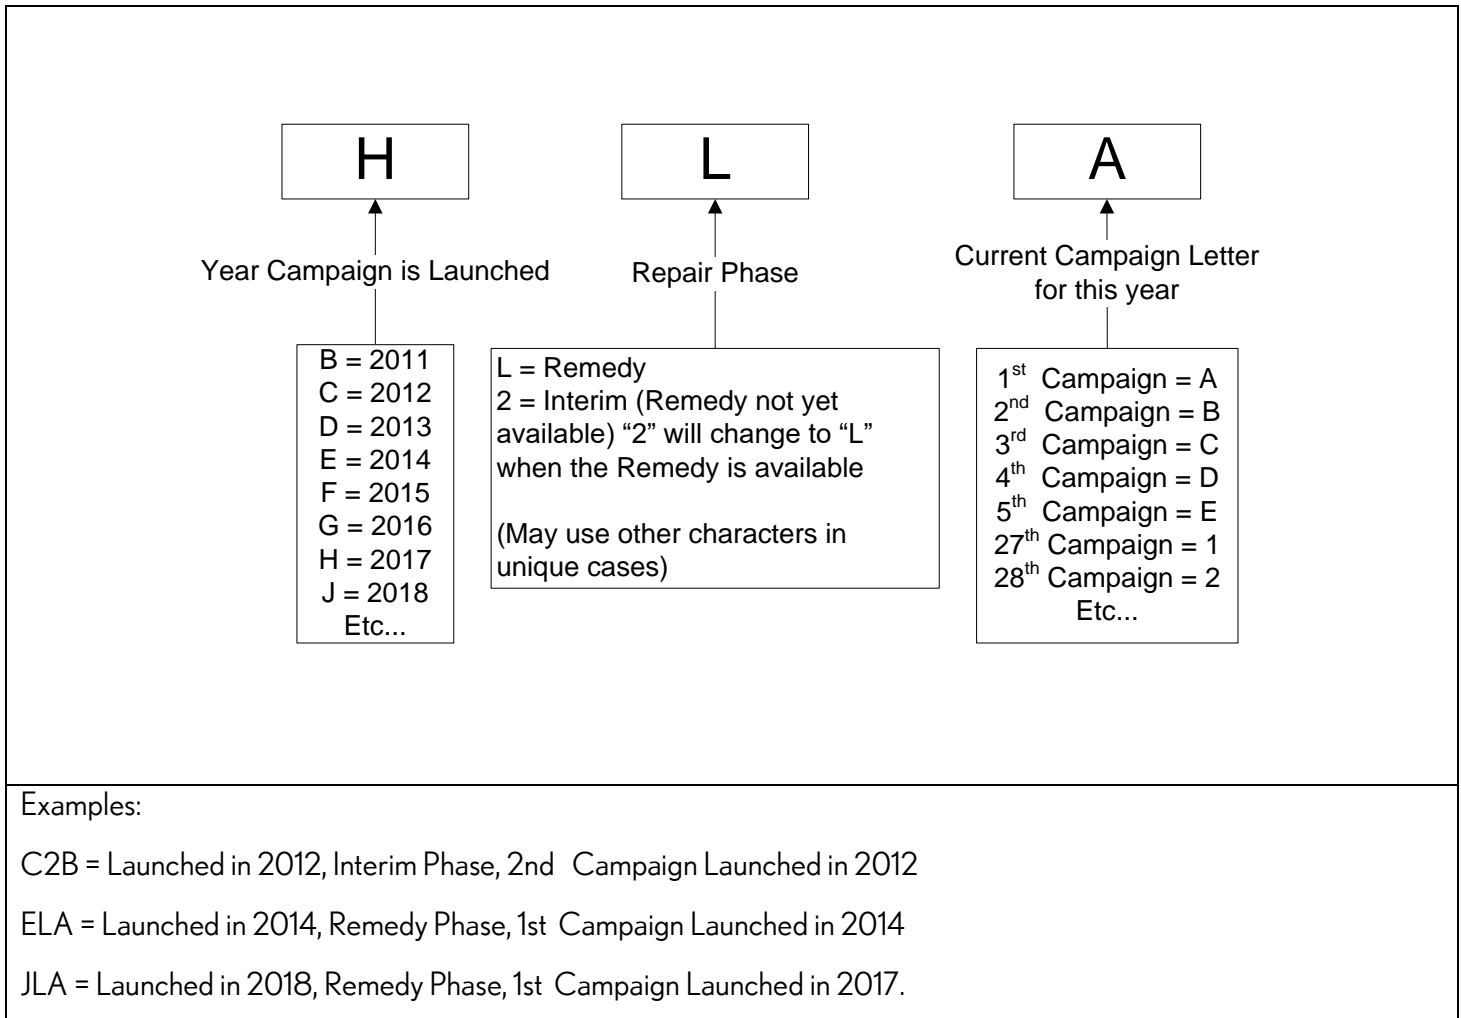 H
L
A
Year Campaign is Launched
Repair Phase
Current Campaign Letter
for this year
B = 2011
C = 2012
D = 2013
E = 2014
F = 2015
G = 2016
H = 2017
J = 2018
Etc...
L = Remedy
2 = Interim (Remedy not yet
available) “2” will change to “L”
when the Remedy is available
(May use other characters in
unique cases)
1st Campaign = A
2nd Campaign = B
3rd Campaign = C
4th Campaign = D
5th Campaign = E
27th Campaign = 1
28th Campaign = 2
Etc...
Examples:
C2B = Launched in 2012, Interim Phase, 2nd Campaign Launched in 2012
ELA = Launched in 2014, Remedy Phase, 1st Campaign Launched in 2014
JLA = Launched in 2018, Remedy Phase, 1st Campaign Launched in 2017.